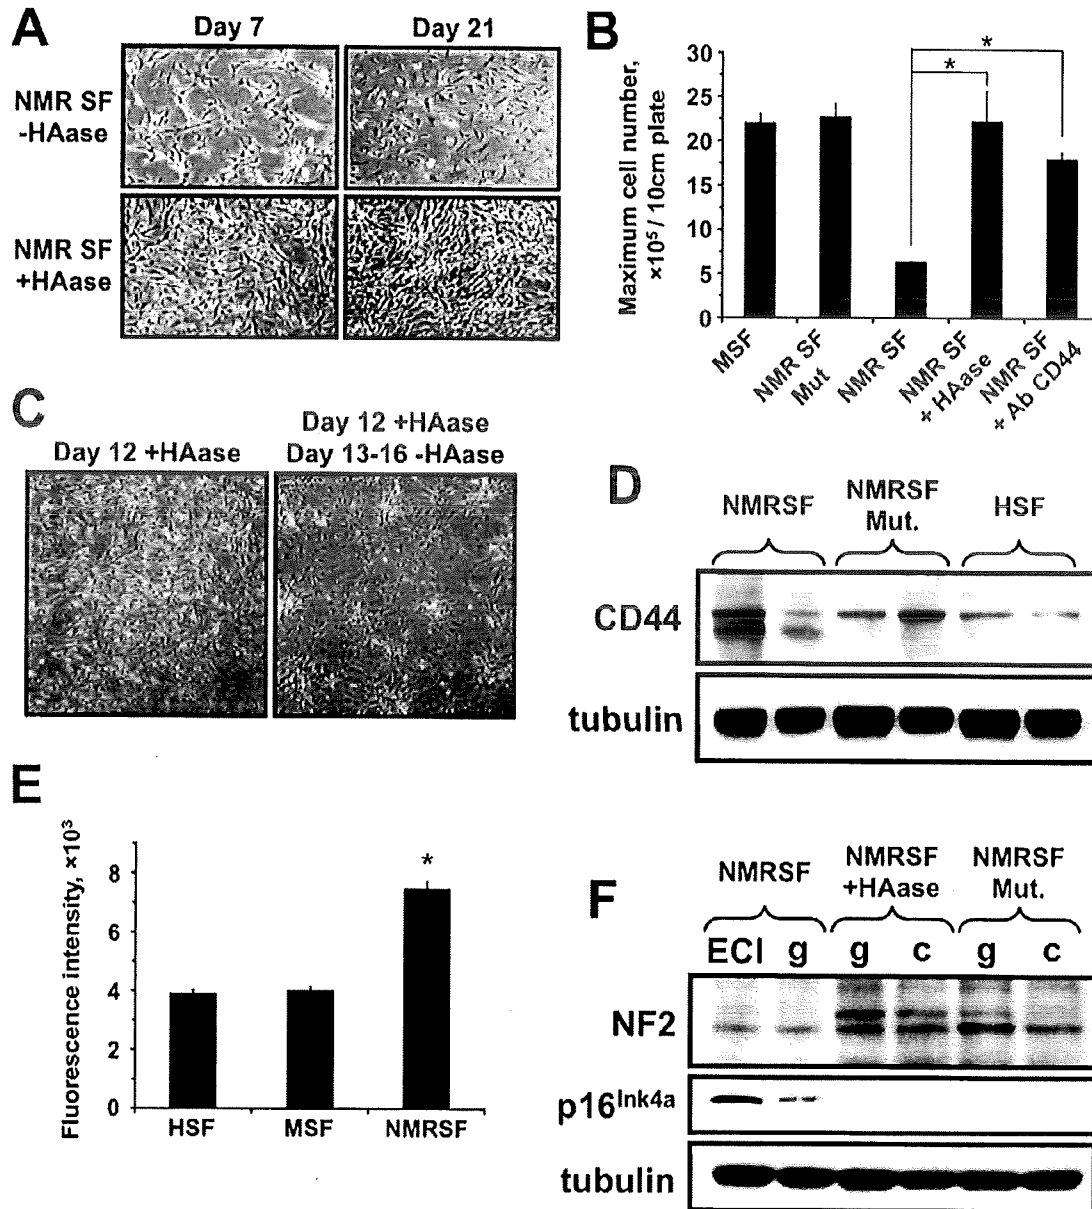 A
Day 7
Day 21
NMR SF
-HAase
NMR SF
+HAase
B
Maximum cell number,
×10⁵ / 10cm plate
30
25
20
15
10
5
0
*
*
MSF
NMR SF
Mut
NMR SF
NMR SF
+ HAase
NMR SF
+ Ab CD44
C
Day 12 +HAase
Day 12 +HAase
Day 13-16 -HAase
D
NMRSF
NMRSF
Mut.
HSF
CD44
tubulin
E
Fluorescence intensity, ×10³
8
6
4
2
0
*
HSF
MSF
NMRSF
F
NMRSF
NMRSF
+HAase
NMRSF
Mut.
ECI
g
g
c
g
c
NF2
p16^Ink4a
tubulin